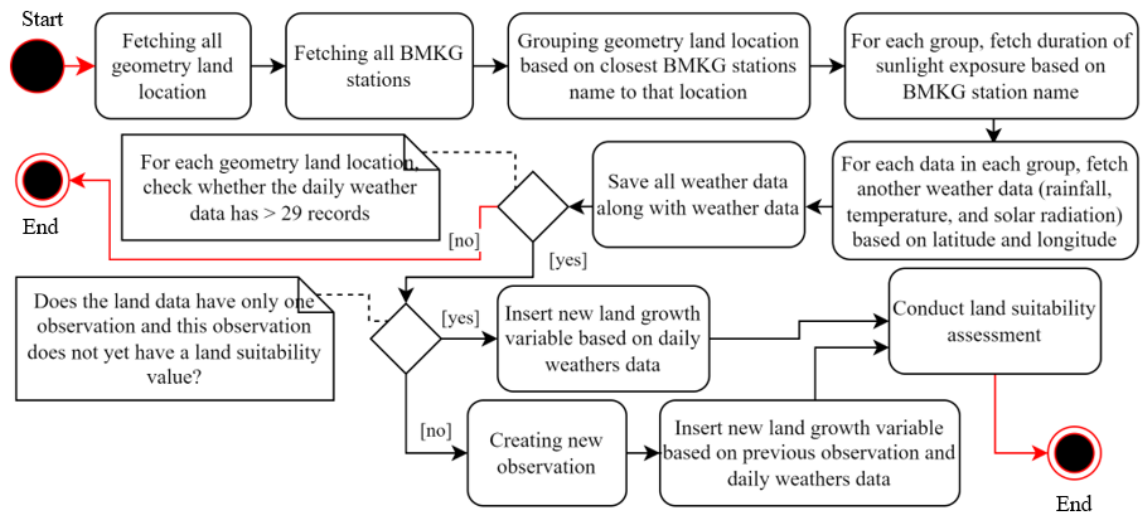 Start
Fetching all
geometry land
location
Fetching all BMKG
stations
Grouping geometry land location
based on closest BMKG stations
name to that location
For each group, fetch duration of
sunlight exposure based on
BMKG station name
For each data in each group, fetch
another weather data (rainfall,
temperature, and solar radiation)
based on latitude and longitude
Save all weather data
along with weather data
For each geometry land location,
check whether the daily weather
data has > 29 records
[no]
End
[yes]
Does the land data have only one
observation and this observation
does not yet have a land suitability
value?
[yes]
Insert new land growth
variable based on daily
weathers data
Conduct land suitability
assessment
[no]
Creating new
observation
Insert new land growth variable
based on previous observation and
daily weathers data
End